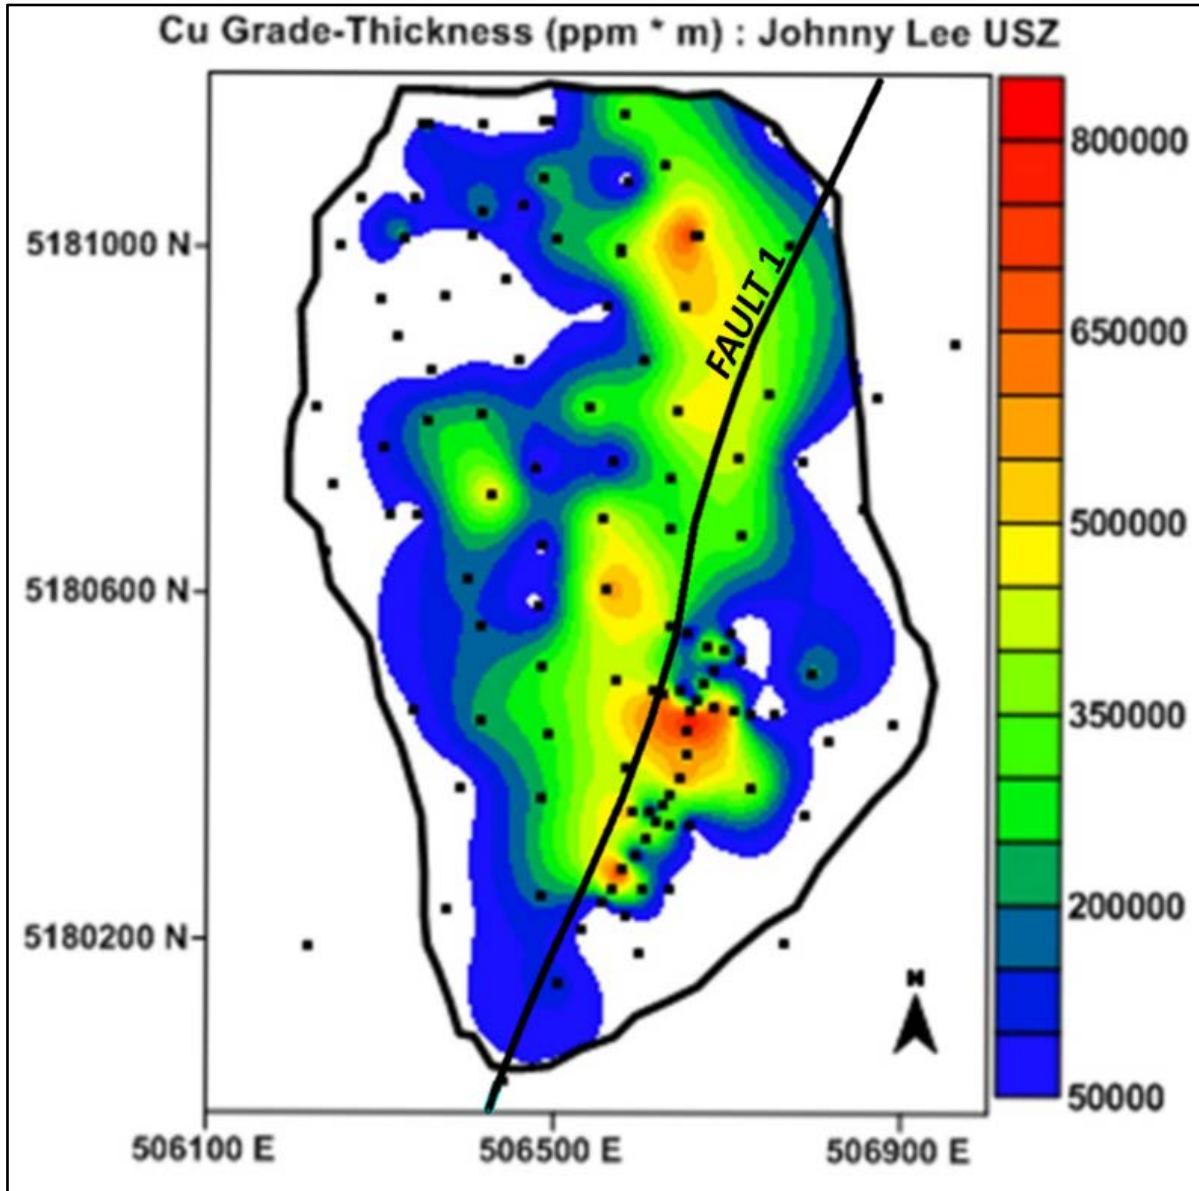 Cu Grade-Thickness (ppm * m) : Johnny Lee USZ
800000
5181000 N
FAULT 1
650000
500000
5180600 N
350000
200000
5180200 N
N
50000
506100 E
506500 E
506900 E